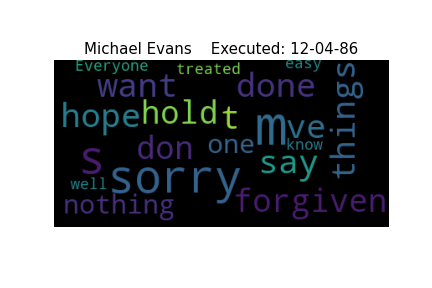 Michael Evans    Executed: 12-04-86
Everyone treated easy
want done things
hope hold t m ve
s don one know
sorry say
well nothing forgiven